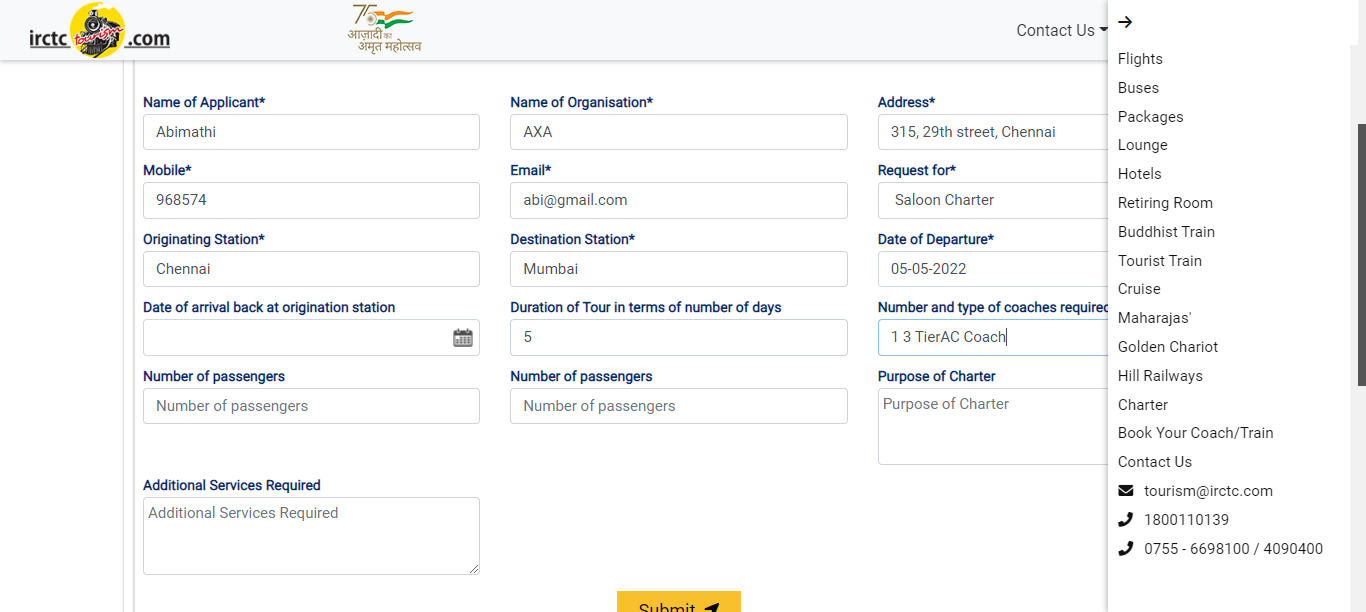 irctc tourism .com
75
आज़ादी का
अमृत महोत्सव
Contact Us
Name of Applicant*
Name of Organisation*
Address*
Abimathi
AXA
315, 29th street, Chennai
Mobile*
Email*
Request for*
968574
abi@gmail.com
Saloon Charter
Originating Station*
Destination Station*
Date of Departure*
Chennai
Mumbai
05-05-2022
Date of arrival back at origination station
Duration of Tour in terms of number of days
Number and type of coaches required
5
1 3 TierAC Coach
Number of passengers
Number of passengers
Purpose of Charter
Number of passengers
Number of passengers
Purpose of Charter
Additional Services Required
Additional Services Required
Submit
Flights
Buses
Packages
Lounge
Hotels
Retiring Room
Buddhist Train
Tourist Train
Cruise
Maharajas'
Golden Chariot
Hill Railways
Charter
Book Your Coach/Train
Contact Us
tourism@irctc.com
1800110139
0755 - 6698100 / 4090400